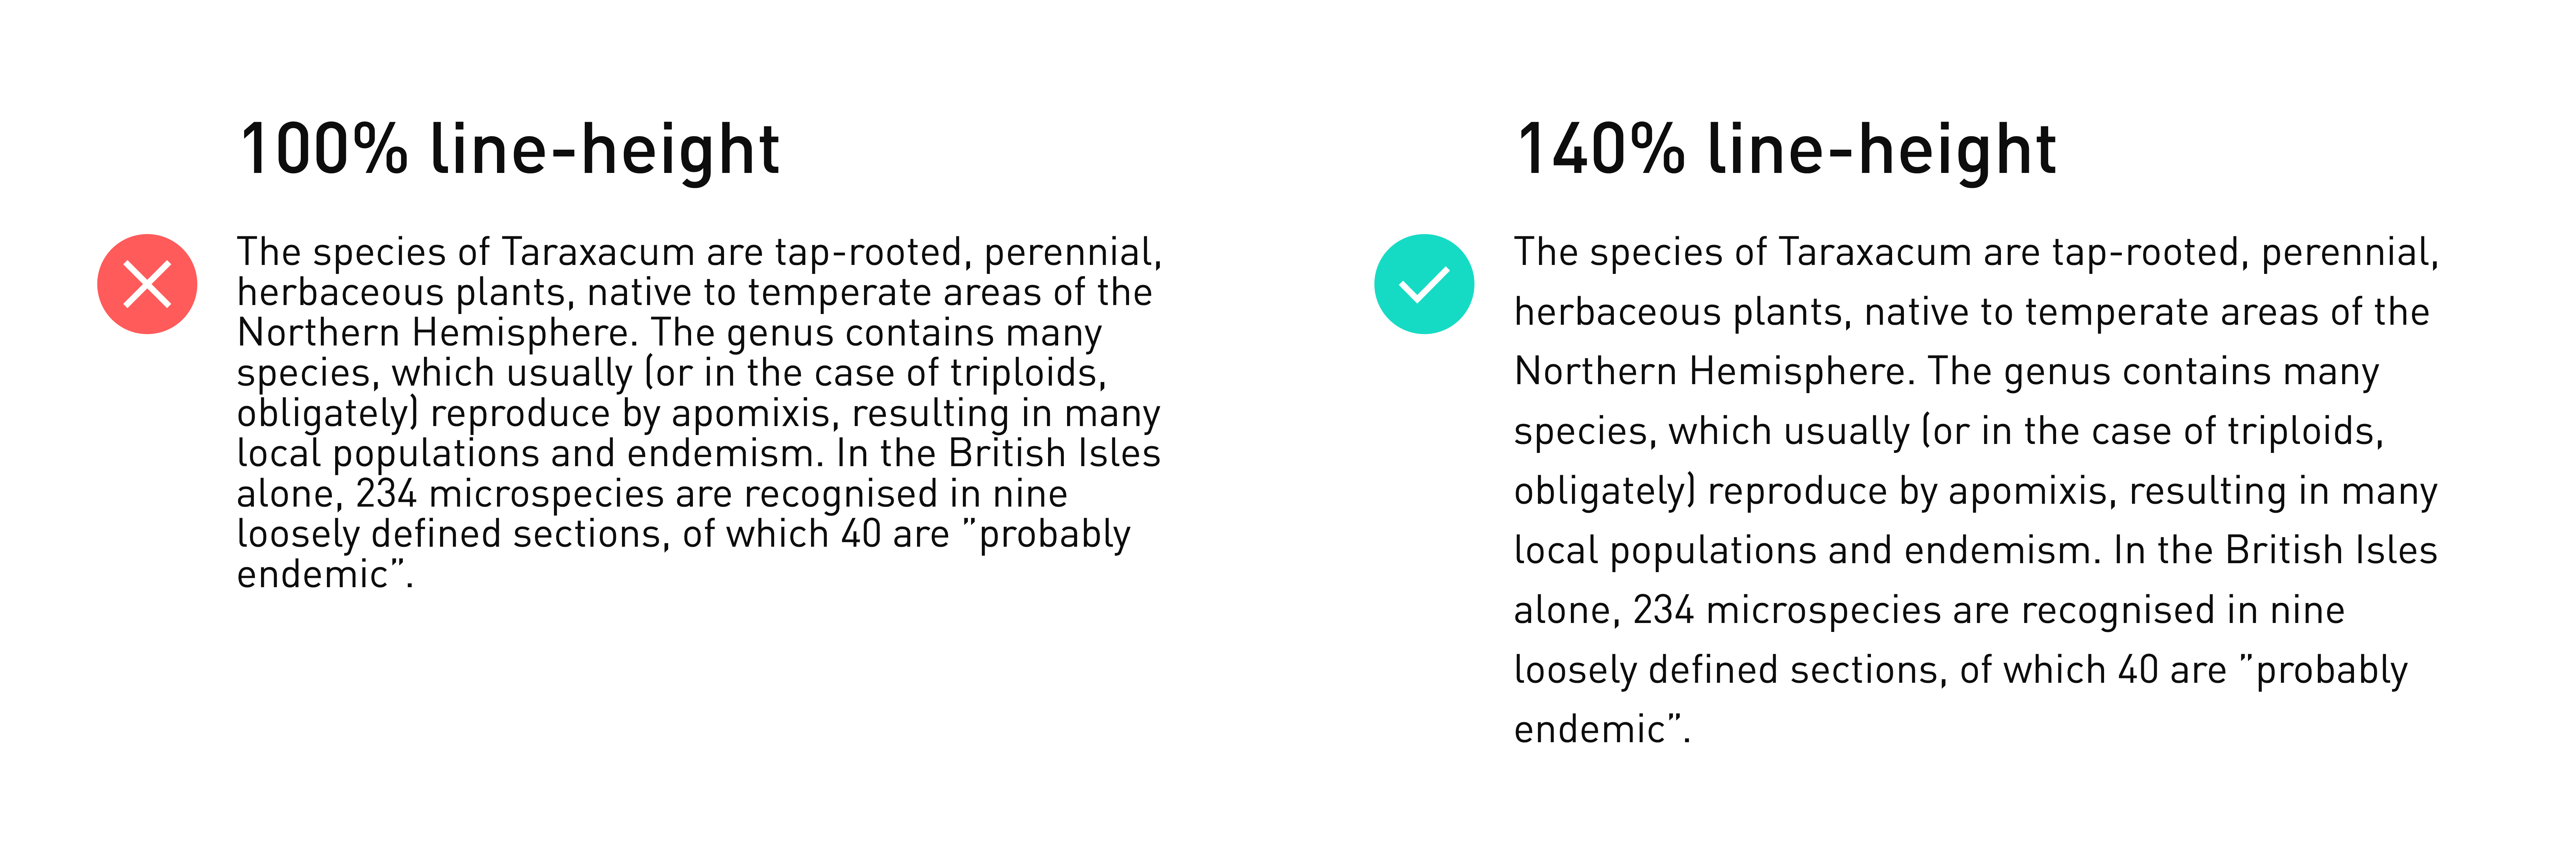 100% line-height
The species of Taraxacum are tap-rooted, perennial,
herbaceous plants, native to temperate areas of the
Northern Hemisphere. The genus contains many
species, which usually (or in the case of triploids,
obligately) reproduce by apomixis, resulting in many
local populations and endemism. In the British Isles
alone, 234 microspecies are recognised in nine
loosely defined sections, of which 40 are ”probably
endemic”.
140% line-height
The species of Taraxacum are tap-rooted, perennial,
herbaceous plants, native to temperate areas of the
Northern Hemisphere. The genus contains many
species, which usually (or in the case of triploids,
obligately) reproduce by apomixis, resulting in many
local populations and endemism. In the British Isles
alone, 234 microspecies are recognised in nine
loosely defined sections, of which 40 are ”probably
endemic”.